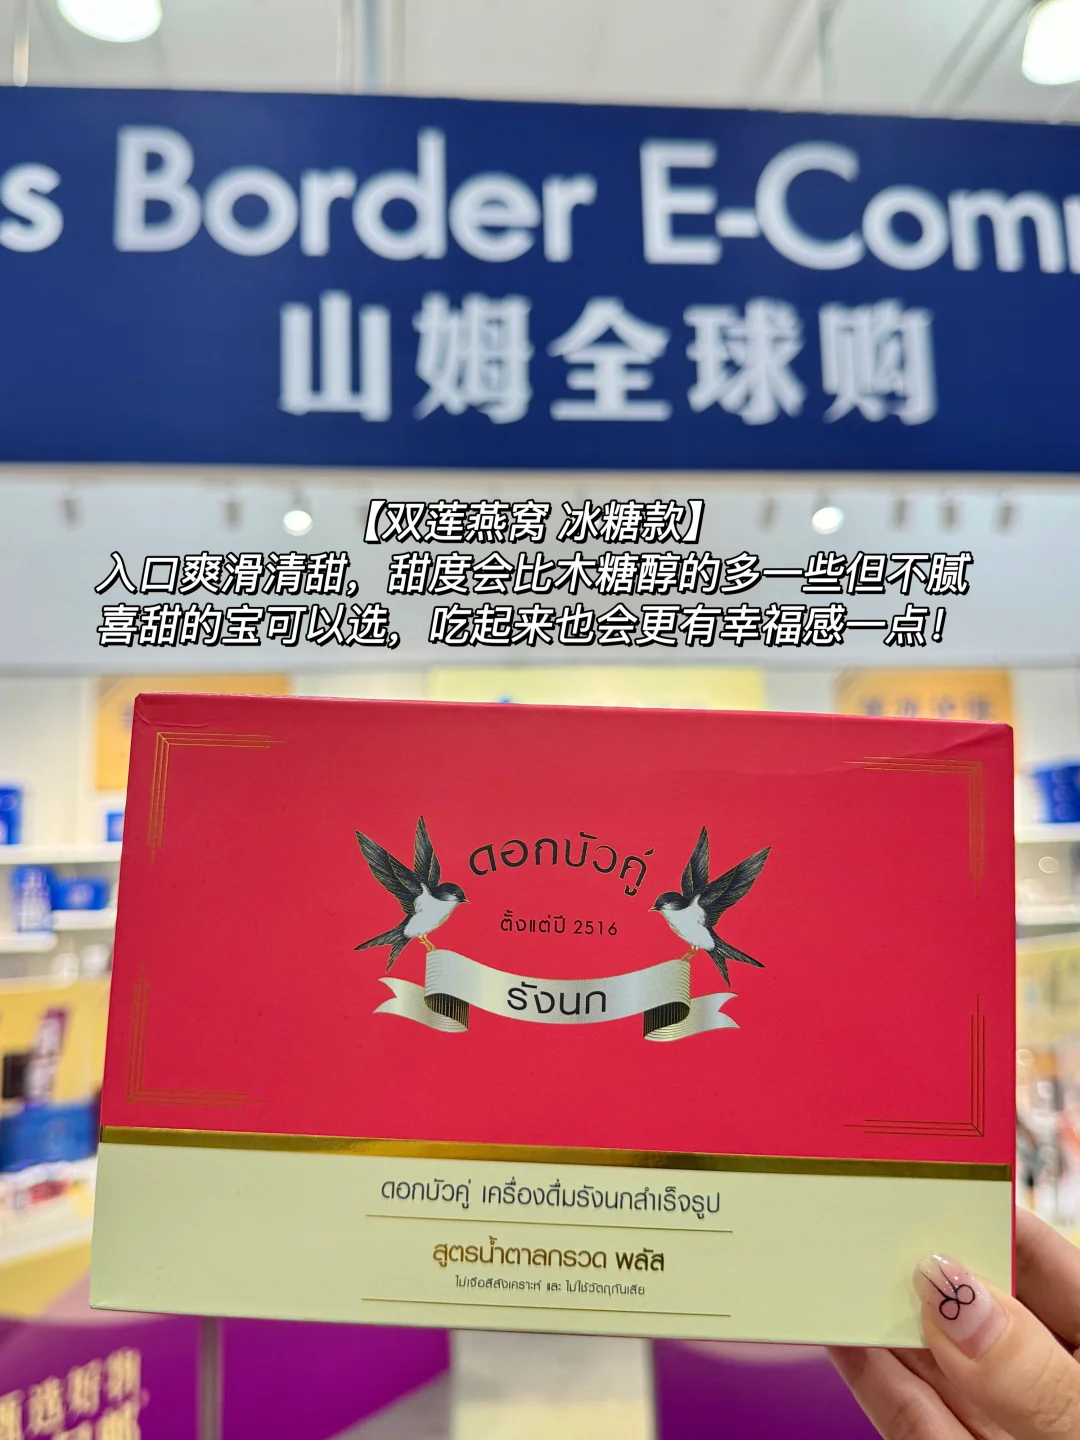 s Border E-Comm
山姆全球购
【双莲燕窝 冰糖款】
入口爽滑清甜，甜度会比木糖醇的多一些但不腻
喜甜的宝可以选，吃起来也会更有幸福感一点！
ดอกบัวคู่
ตั้งแต่ปี 2516
รังนก
ดอกบัวคู่ เครื่องดื่มรังนกสำเร็จรูป
สูตรน้ำตาลกรวด พลัส
ไม่เจือสีสังเคราะห์ และ ไม่ใช้วัตถุกันเสีย
甄选好物